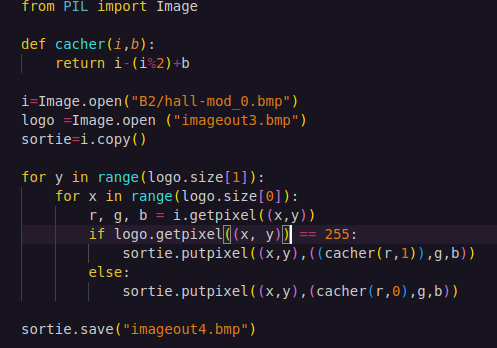 from PIL import Image
def cacher(i,b):
    return i-(i%2)+b
i=Image.open("B2/hall-mod_0.bmp")
logo =Image.open ("imageout3.bmp")
sortie=i.copy()
for y in range(logo.size[1]):
    for x in range(logo.size[0]):
        r, g, b = i.getpixel((x,y))
        if logo.getpixel((x, y)) == 255:
            sortie.putpixel((x,y),((cacher(r,1)),g,b))
        else:
            sortie.putpixel((x,y),(cacher(r,0),g,b))
sortie.save("imageout4.bmp")